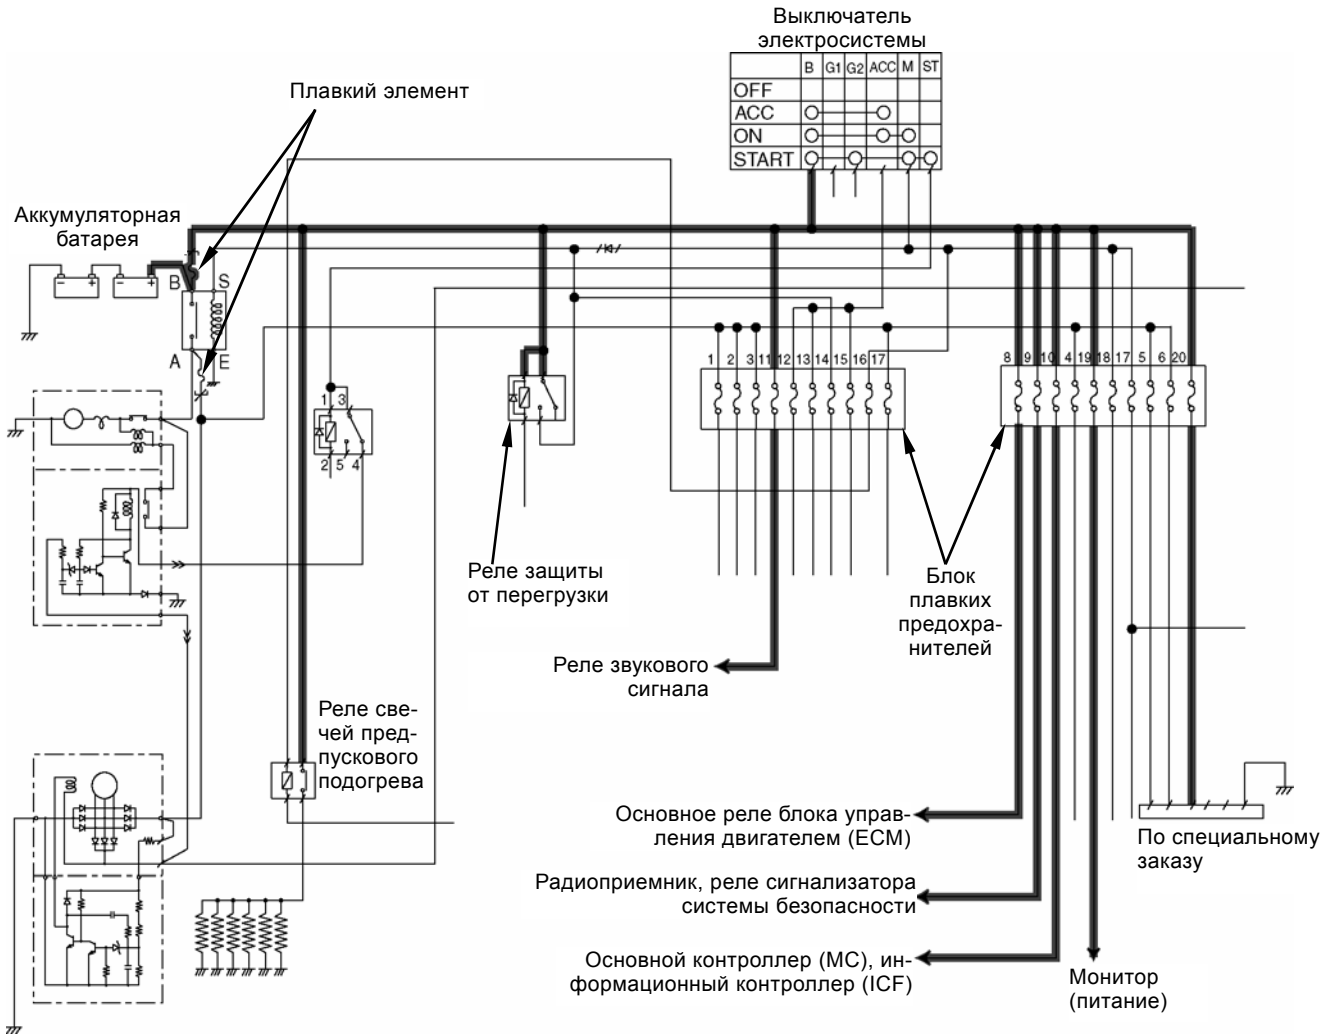 Выключатель
электросистемы
B G1 G2 ACC M ST
OFF
ACC
ON
START
Плавкий элемент
Аккумуляторная
батарея
B S
A E
1 3
2 5 4
1 2 3 11 12 13 14 15 16 17
8 9 10 4 19 18 17 5 6 20
Реле защиты
от перегрузки
Блок
плавких
предохра-
нителей
Реле звукового
сигнала
Реле све-
чей пред-
пускового
подогрева
Основное реле блока управ-
ления двигателем (ECM)
По специальному
заказу
Радиоприемник, реле сигнализатора
системы безопасности
Основной контроллер (MC), ин-
формационный контроллер (ICF)
Монитор
(питание)